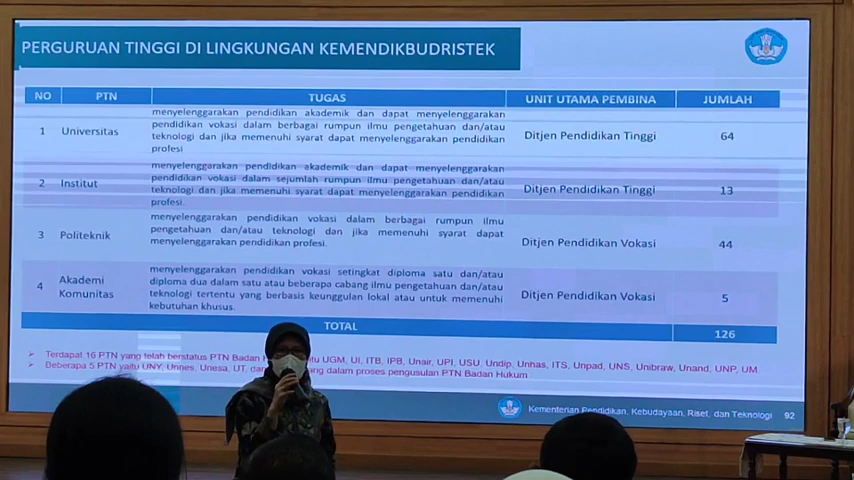 PERGURUAN TINGGI DI LINGKUNGAN KEMENDIKBUDRISTEK
NO PTN TUGAS UNIT UTAMA PEMBINA JUMLAH
menyelenggarakan pendidikan akademik dan dapat menyelenggarakan
pendidikan vokasi dalam berbagai rumpun ilmu pengetahuan dan/atau
1 Universitas teknologi dan jika memenuhi syarat dapat menyelenggarakan pendidikan Ditjen Pendidikan Tinggi 64
profesi
menyelenggarakan pendidikan akademik dan dapat menyelenggarakan
pendidikan vokasi dalam sejumlah rumpun ilmu pengetahuan dan/atau
2 Institut teknologi dan jika memenuhi syarat dapat menyelenggarakan pendidikan Ditjen Pendidikan Tinggi 13
profesi.
menyelenggarakan pendidikan vokasi dalam berbagai rumpun ilmu
3 Politeknik pengetahuan dan/atau teknologi dan jika memenuhi syarat dapat Ditjen Pendidikan Vokasi 44
menyelenggarakan pendidikan profesi.
menyelenggarakan pendidikan vokasi setingkat diploma satu dan/atau
4 Akademi Komunitas diploma dua dalam satu atau beberapa cabang ilmu pengetahuan dan/atau Ditjen Pendidikan Vokasi 5
teknologi tertentu yang berbasis keunggulan lokal atau untuk memenuhi
kebutuhan khusus.
TOTAL 126
Terdapat 16 PTN yang telah berstatus PTN Badan UGM, UI, ITB, IPB, Unair, UPI, USU, Undip, Unhas, ITS, Unpad, UNS, Unibraw, Unand, UNP, UM.
Beberapa 5 PTN yaitu UNY, Unnes, Unesa, UT, dalam proses pengusulan PTN Badan Hukum
Kementerian Pendidikan, Kebudayaan, Riset, dan Teknologi 92